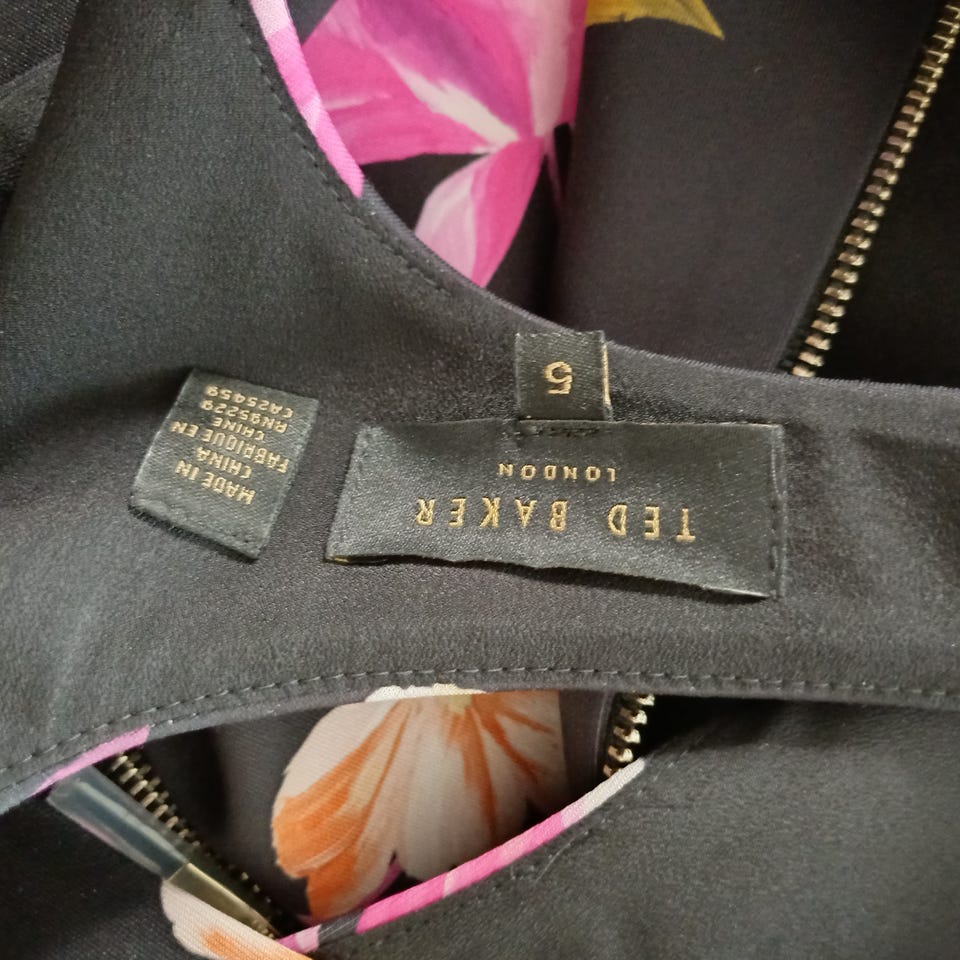 5
TED BAKER
LONDON
MADE IN
CHINA
FABRIQUE EN
CHINE
RN95229
CA25459